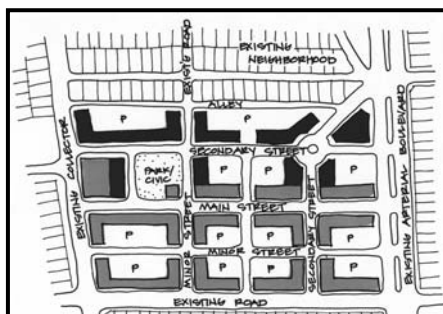 EXIST'G ROAD
EXISTING
NEIGHBORHOOD
ALLEY
P
P
SECONDARY STREET
EXISTING COLLECTOR
PARK/
CIVIC
P
P
P
MAIN STREET
MINOR STREET
SECONDARY STREET
EXISTING ARTERIAL BOULEVARD
P
P
P
P
MINOR STREET
P
P
P
P
EXISTING ROAD